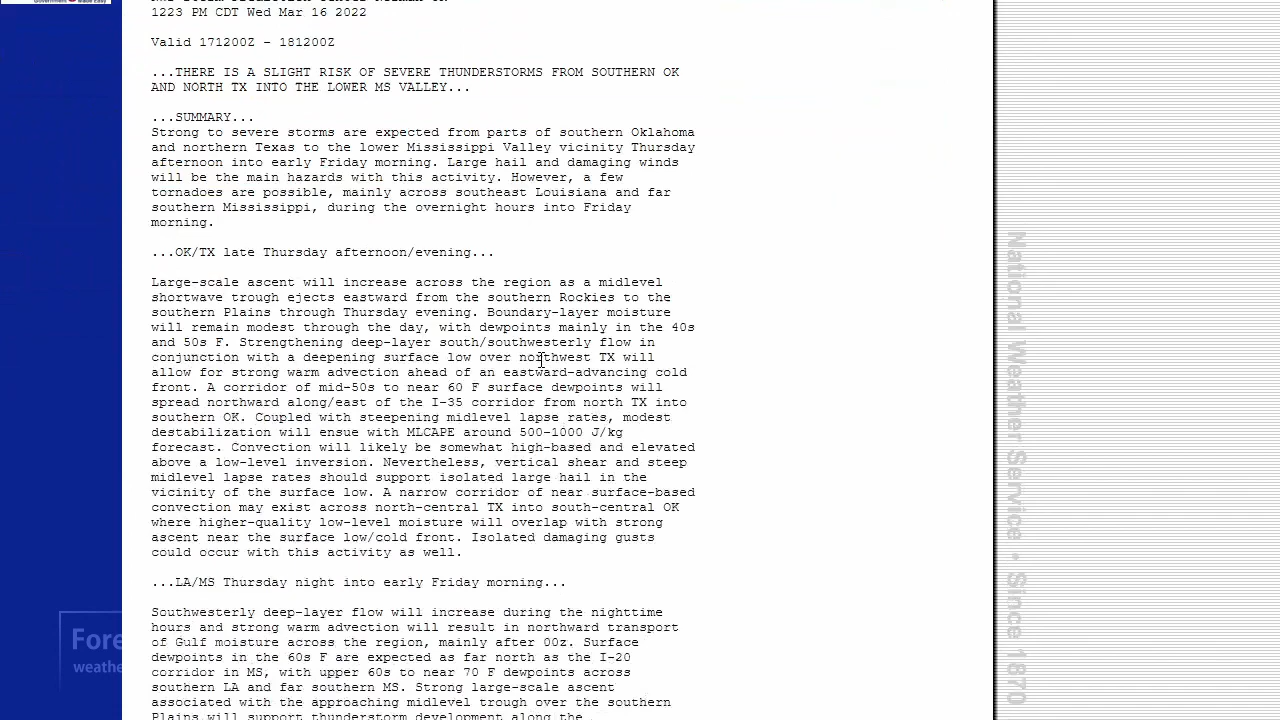 Government Made Easy
1223 PM CDT Wed Mar 16 2022
Valid 171200Z - 181200Z
...THERE IS A SLIGHT RISK OF SEVERE THUNDERSTORMS FROM SOUTHERN OK
AND NORTH TX INTO THE LOWER MS VALLEY...
...SUMMARY...
Strong to severe storms are expected from parts of southern Oklahoma
and northern Texas to the lower Mississippi Valley vicinity Thursday
afternoon into early Friday morning. Large hail and damaging winds
will be the main hazards with this activity. However, a few
tornadoes are possible, mainly across southeast Louisiana and far
southern Mississippi, during the overnight hours into Friday
morning.
...OK/TX late Thursday afternoon/evening...
Large-scale ascent will increase across the region as a midlevel
shortwave trough pivots eastward from the southern Rockies to the
southern Plains through Thursday evening. Boundary-layer moisture
will remain modest through the day, with dewpoints mainly in the 40s
and 50s F. Strengthening deep-layer south/southwesterly flow in
conjunction with a deepening surface low over northwest TX will
allow for strong warm advection ahead of an eastward-advancing cold
front. A corridor of mid-50s to near 60 F surface dewpoints will
spread northward along/east of the I-35 corridor from north TX into
southern OK. Coupled with steepening midlevel lapse rates, modest
destabilization will ensue with MLCAPE around 500-1000 J/kg
forecast. Convection will likely be somewhat high-based and elevated
above a low-level inversion. Nevertheless, vertical shear and steep
midlevel lapse rates should support isolated large hail in the
vicinity of the surface low. A narrow corridor of near-surface-based
convection may exist across north-central TX into south-central OK
where higher-quality low-level moisture will overlap with strong
ascent near the surface low/cold front. Isolated damaging gusts
could occur with this activity as well.
...LA/MS Thursday night into early Friday morning...
Southwesterly deep-layer flow will increase during the nighttime
hours and strong warm advection will result in northward transport
of Gulf moisture across the region, mainly after 00z. Surface
dewpoints in the 60s F are expected as far north as the I-20
corridor in MS, with upper 60s to near 70 F dewpoints across
southern LA and far southern MS. Strong large-scale ascent
associated with the approaching midlevel trough over the southern
Plains will support thunderstorm development along the
Fore
weathe